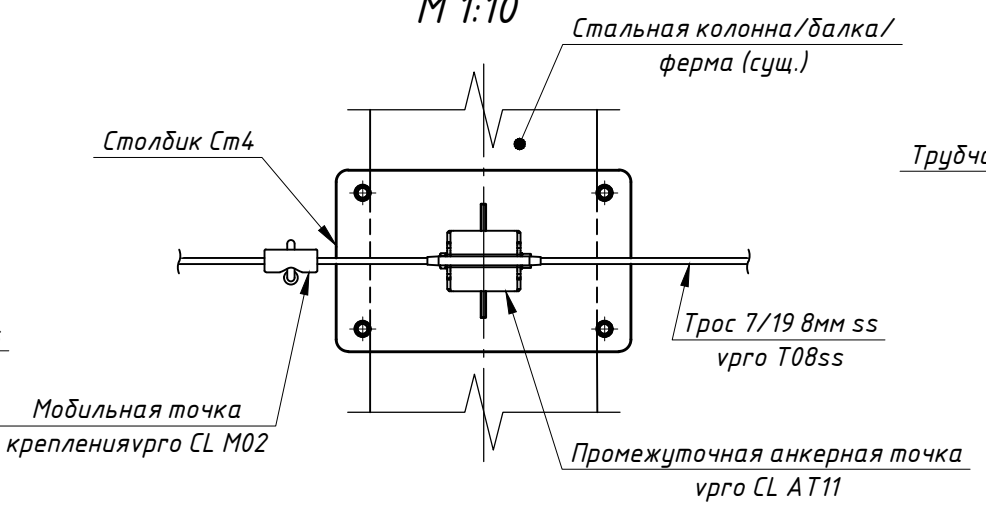 М 1:10
Стальная колонна/балка/
ферма (сущ.)
Столбик Ст4
Трубча
Трос 7/19 8мм ss
vpro T08ss
Мобильная точка
крепленияvpro CL M02
Промежуточная анкерная точка
vpro CL AT11